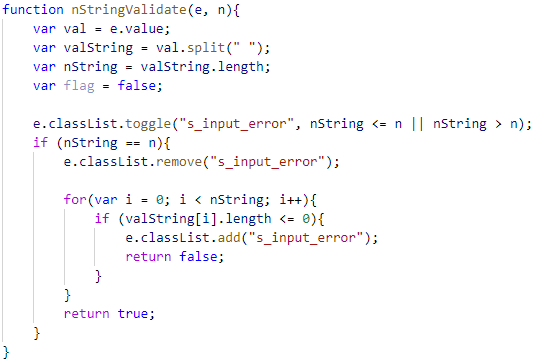 function nStringValidate(e, n){
    var val = e.value;
    var valString = val.split(" ");
    var nString = valString.length;
    var flag = false;

    e.classList.toggle("s_input_error", nString <= n || nString > n);
    if (nString == n){
        e.classList.remove("s_input_error");

        for(var i = 0; i < nString; i++){
            if (valString[i].length <= 0){
                e.classList.add("s_input_error");
                return false;
            }
        }
        return true;
    }
}